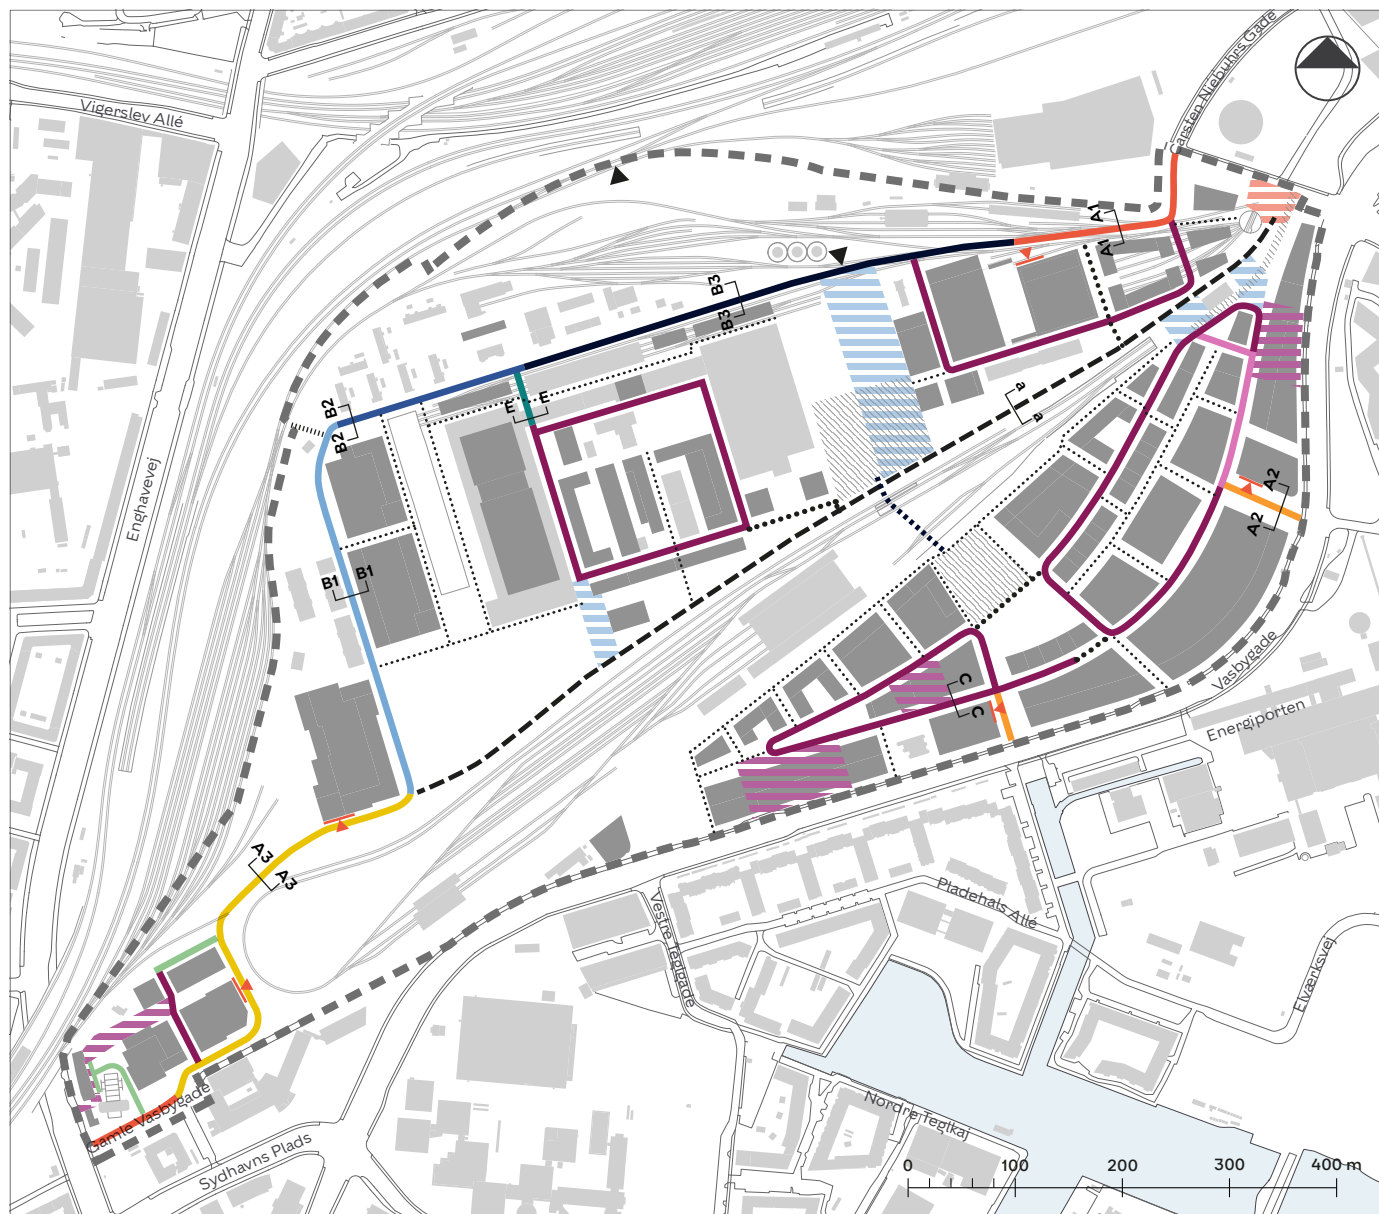 Carsten Niebuhrs Gade
Vigerslev Allé
A1
A1
B3
B3
a
a
B2
B2
E
E
Enghavevej
A2
A2
B1
B1
Vasbygade
C
C
Energiporten
A3
A3
Pladehals Allé
Vestre Teglgade
Elværksvej
Gamle Vasbygade
Nordre Teglkaj
Sydhavns Plads
0 100 200 300 400 m